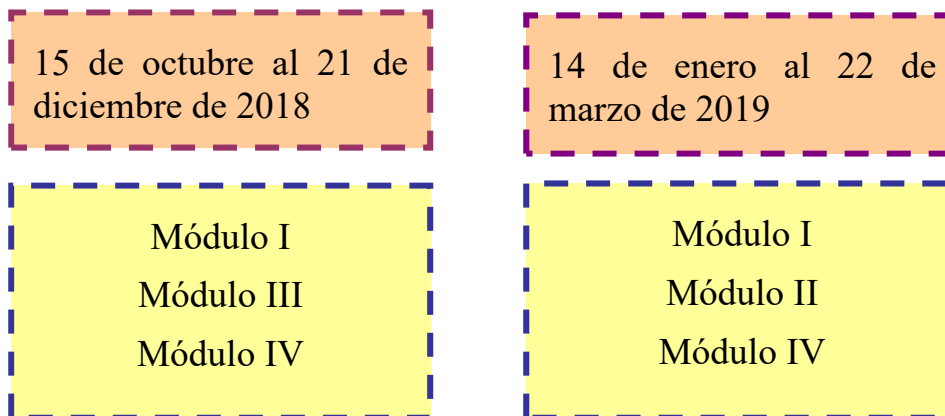 15 de octubre al 21 de
diciembre de 2018
14 de enero al 22 de
marzo de 2019
Módulo I
Módulo III
Módulo IV
Módulo I
Módulo II
Módulo IV